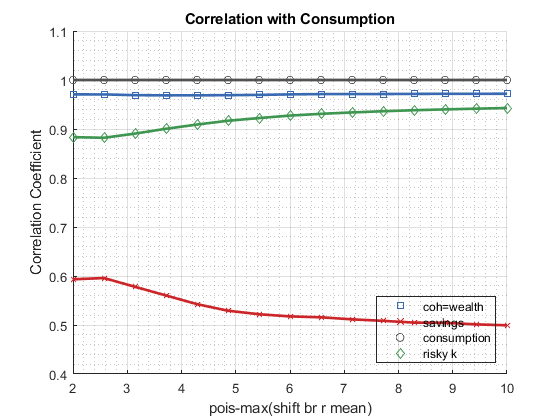 Correlation with Consumption
1.1
1
0.9
0.8
0.7
0.6
0.5
0.4
Correlation Coefficient
coh=wealth
savings
consumption
risky k
2 3 4 5 6 7 8 9 10
pois-max(shift br r mean)